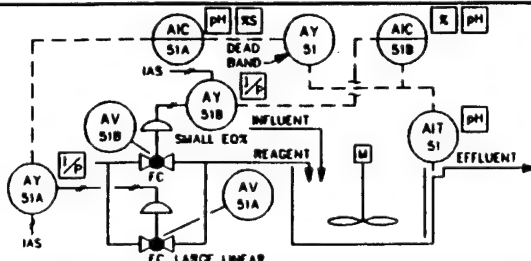 AIC
51A
pH
%S
AY
51
AIC
51B
%
pH
DEAD
BAND
IAS
AY
51B
I/P
AV
51B
SMALL EQ%
INFLUENT
REAGENT
FC
AIT
51
pH
EFFLUENT
M
I/P
AY
51A
AV
51A
IAS
FC LARGE LINEAR